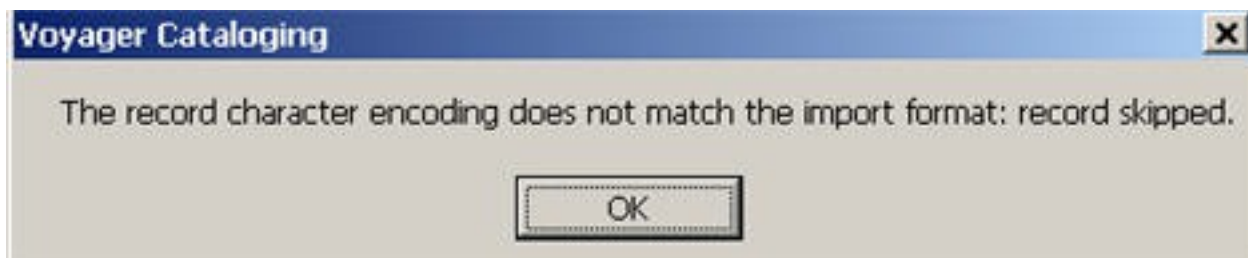 Voyager Cataloging
The record character encoding does not match the import format: record skipped.
OK